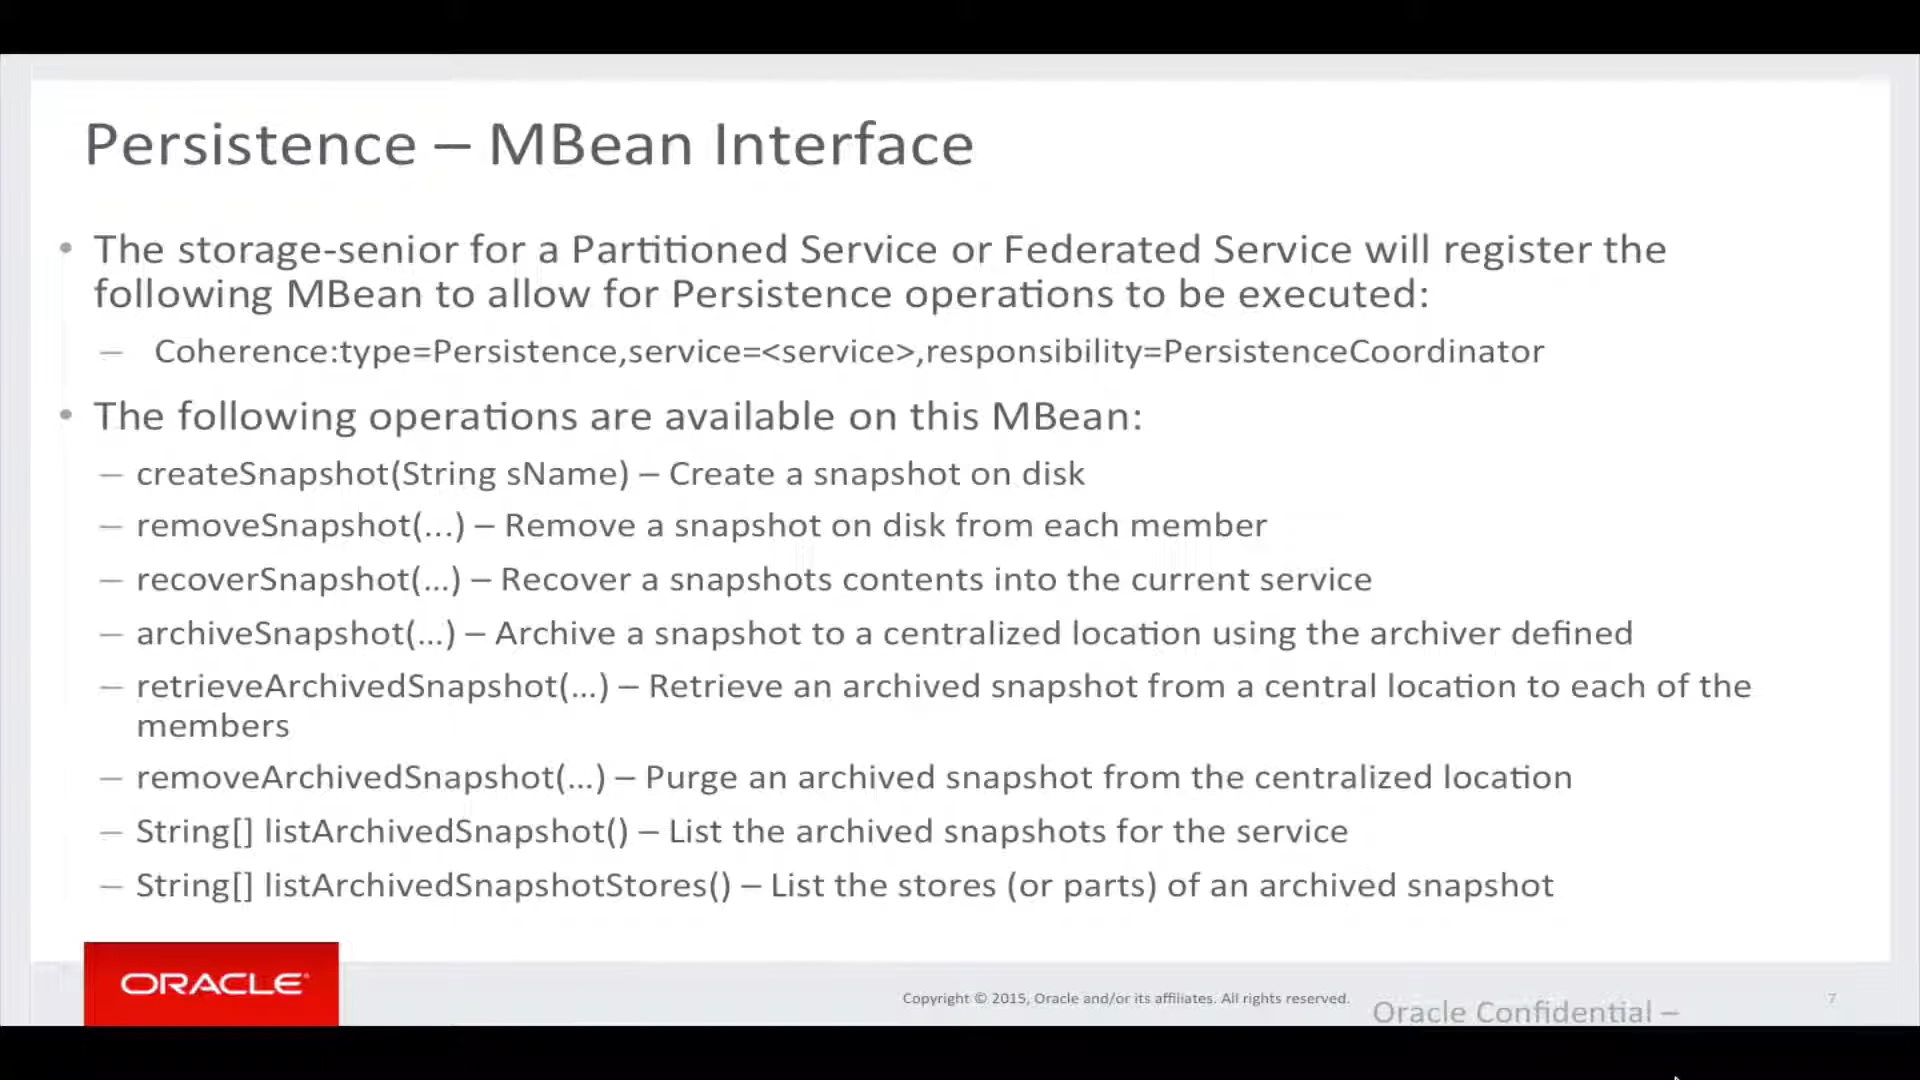 Persistence – MBean Interface
• The storage-senior for a Partitioned Service or Federated Service will register the
following MBean to allow for Persistence operations to be executed:
– Coherence:type=Persistence,service=<service>,responsibility=PersistenceCoordinator
• The following operations are available on this MBean:
– createSnapshot(String sName) – Create a snapshot on disk
– removeSnapshot(...) – Remove a snapshot on disk from each member
– recoverSnapshot(...) – Recover a snapshots contents into the current service
– archiveSnapshot(...) – Archive a snapshot to a centralized location using the archiver defined
– retrieveArchivedSnapshot(...) – Retrieve an archived snapshot from a central location to each of the
members
– removeArchivedSnapshot(...) – Purge an archived snapshot from the centralized location
– String[] listArchivedSnapshot() – List the archived snapshots for the service
– String[] listArchivedSnapshotStores() – List the stores (or parts) of an archived snapshot
ORACLE
Copyright © 2015, Oracle and/or its affiliates. All rights reserved.
Oracle Confidential –
7